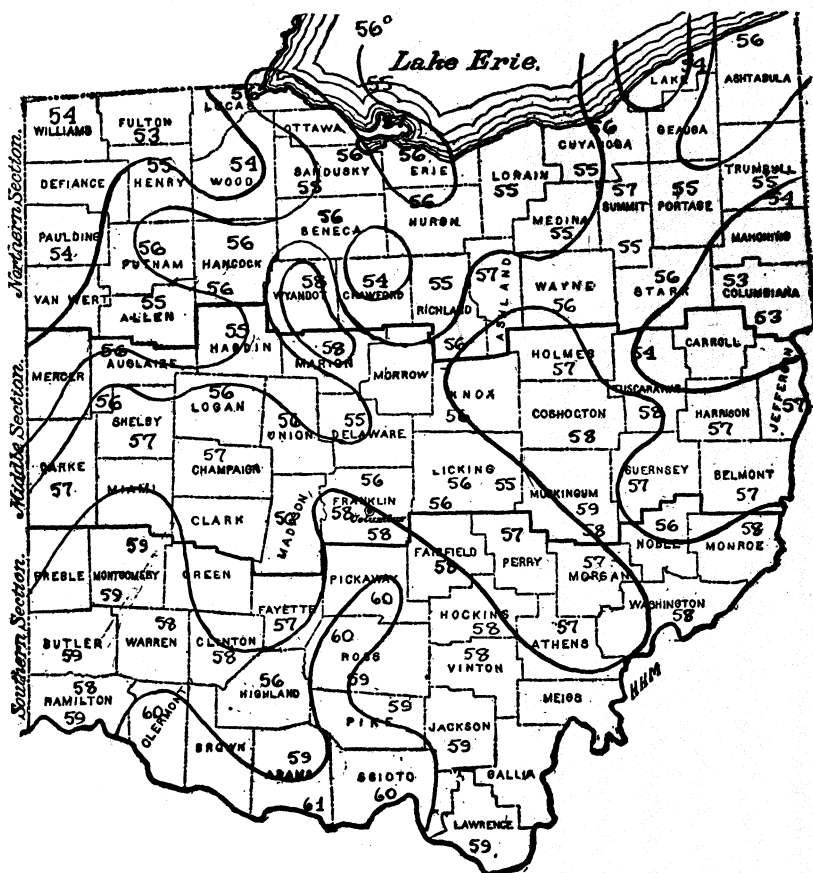 56°
Lake Erie.
56
54
LAKE
ASHTABULA
55
56
LUCAS
54
WILLIAMS
FULTON
53
OTTAWA
56
GEAUGA
CUYAHOGA
55
DEFIANCE
55
HENRY
54
WOOD
56
SANDUSKY
55
56
ERIE
LORAIN
55
57
SUMMIT
55
PORTAGE
TRUMBULL
55
54
Northern Section.
PAULDING
54
56
PUTNAM
56
HANCOCK
56
56
SENECA
56
HURON
MEDINA
55
55
MAHONING
VAN WERT
55
ALLEN
58
WYANDOT
54
CRAWFORD
55
RICHLAND
56
57
ASHLAND
WAYNE
56
56
STARK
53
COLUMBIANA
53
55
HARDIN
58
MARION
MORROW
HOLMES
57
54
CARROLL
JEFFERSON
57
Middle Section.
MERCER
56
AUGLAIZE
56
SHELBY
57
56
LOGAN
56
UNION
55
DELAWARE
KNOX
56
COSHOCTON
58
TUSCARAWAS
58
HARRISON
57
DARKE
57
MIAMI
57
CHAMPAIGN
CLARK
56
MADISON
56
FRANKLIN
58
Columbus
58
LICKING
56
56
55
MUSKINGUM
59
58
GUERNSEY
57
BELMONT
57
56
NOBLE
58
MONROE
Southern Section.
PREBLE
59
MONTGOMERY
59
GREEN
FAYETTE
57
PICKAWAY
60
FAIRFIELD
58
57
PERRY
57
MORGAN
WASHINGTON
58
BUTLER
59
58
WARREN
CLINTON
58
60
ROSS
59
HOCKING
58
57
ATHENS
58
VINTON
58
HAMILTON
59
60
CLERMONT
56
HIGHLAND
59
PIKE
JACKSON
59
MEIGS
HHM
BROWN
59
ADAMS
61
SCIOTO
60
GALLIA
LAWRENCE
59